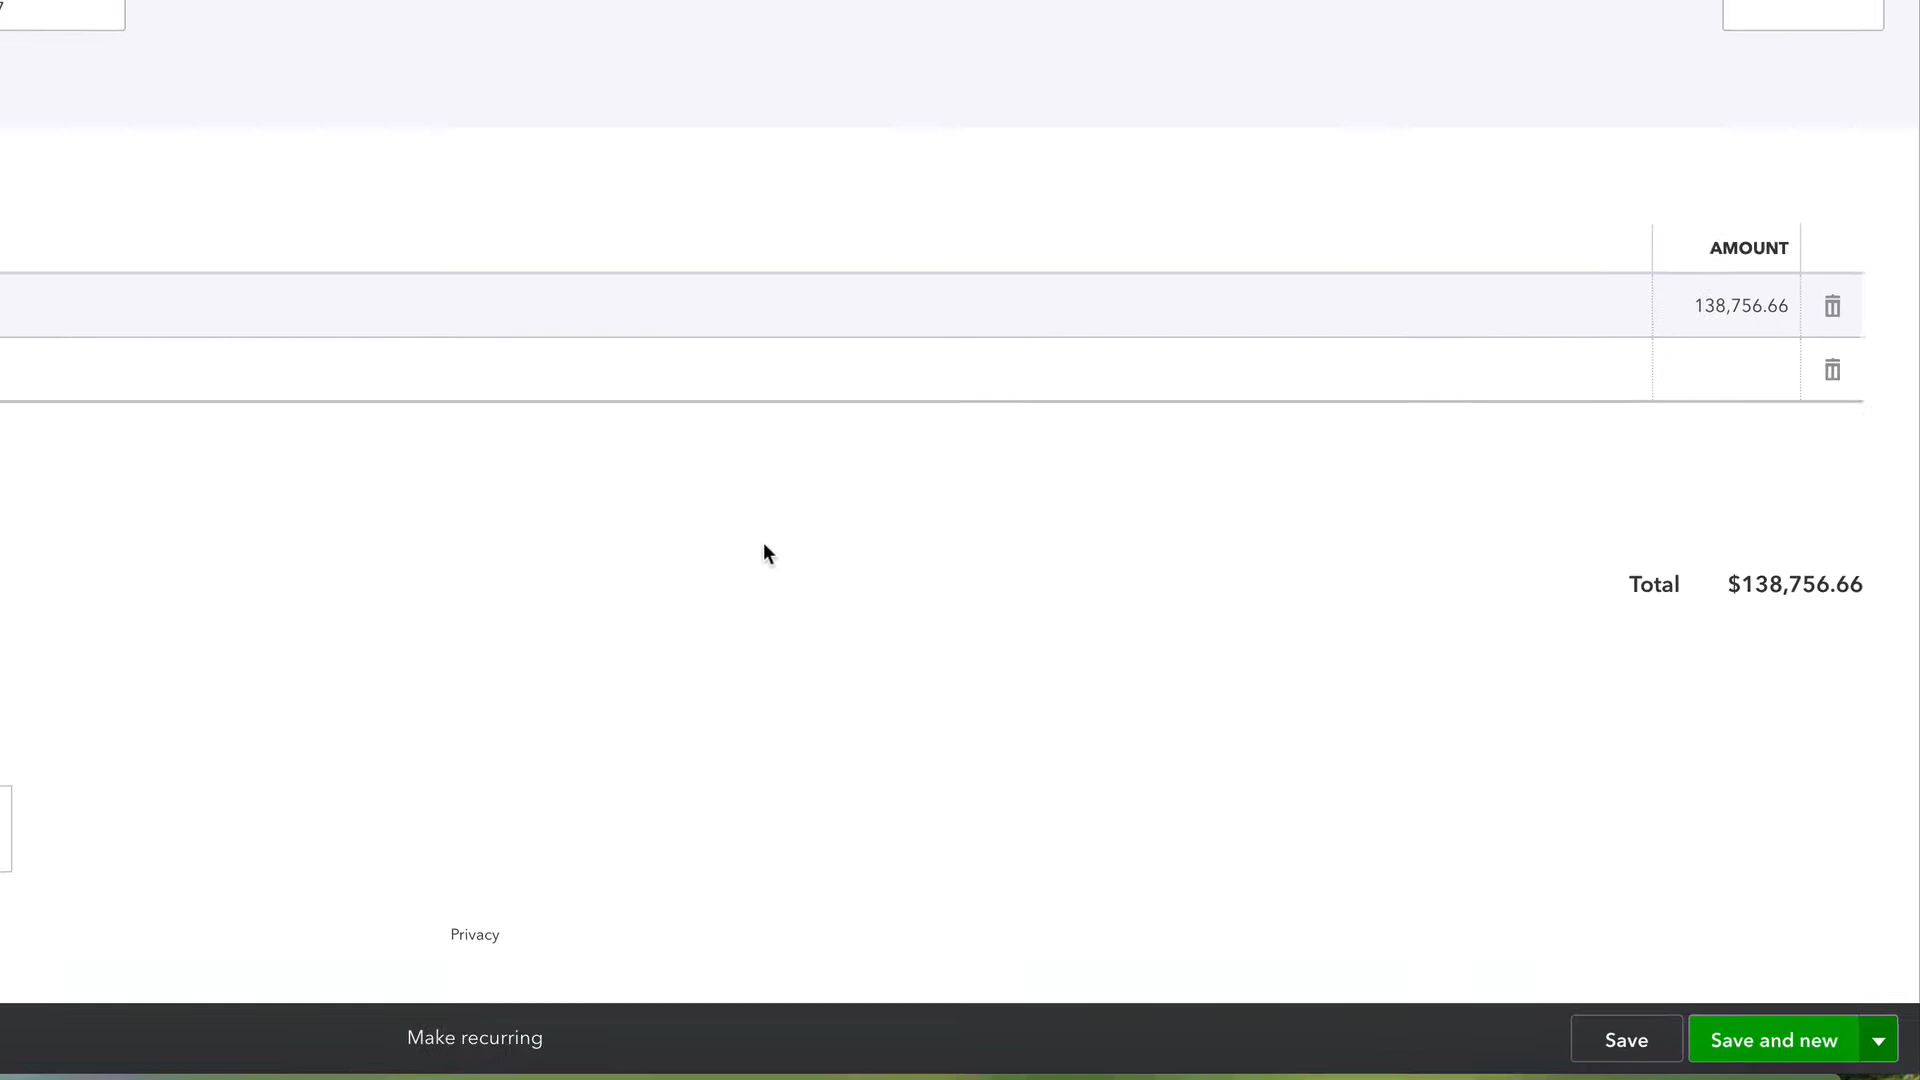 AMOUNT
138,756.66
Total $138,756.66
Privacy
Make recurring
Save
Save and new